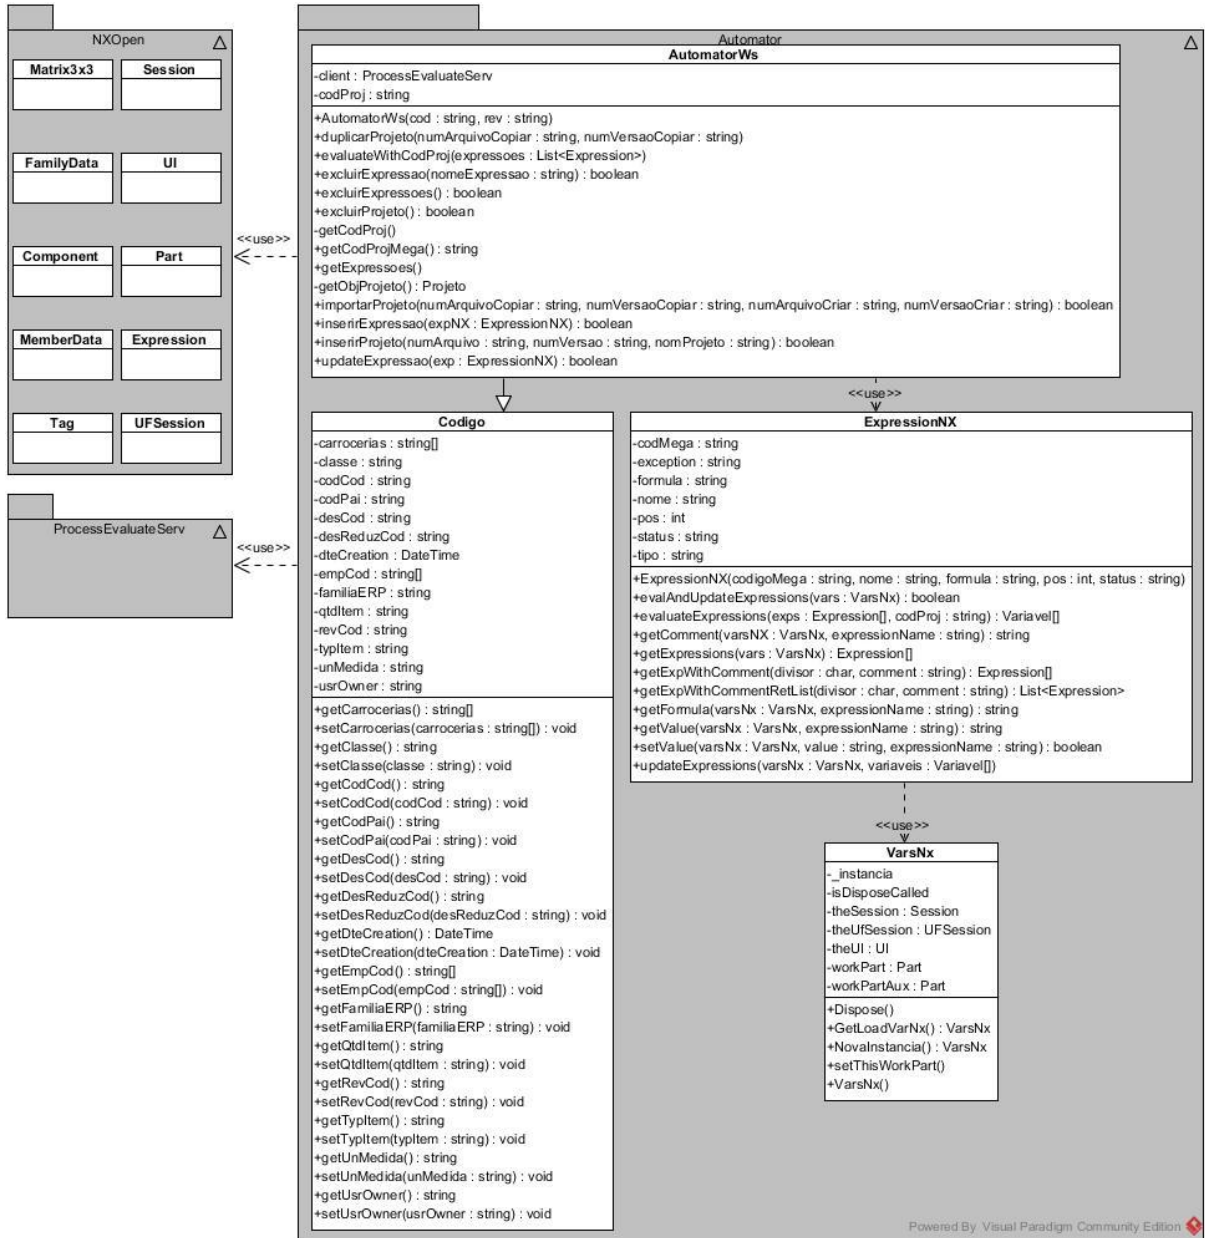 NXOpen
Matrix3x3
Session
FamilyData
UI
Component
Part
MemberData
Expression
Tag
UFSession
ProcessEvaluateServ
<<use>>
<<use>>
Automator
AutomatorWs
-client : ProcessEvaluateServ
-codProj : string
+AutomatorWs(cod : string, rev : string)
+duplicarProjeto(numArquivoCopiar : string, numVersaoCopiar : string)
+evaluateWithCodProj(expressoes : List<Expression>)
+excluirExpressao(nomeExpressao : string) : boolean
+excluirExpressoes() : boolean
+excluirProjeto() : boolean
-getCodProj()
+getCodProjMega() : string
+getExpressoes()
-getObjProjeto() : Projeto
+importarProjeto(numArquivoCopiar : string, numVersaoCopiar : string, numArquivoCriar : string, numVersaoCriar : string) : boolean
+inserirExpressao(expNX : ExpressionNX) : boolean
+inserirProjeto(numArquivo : string, numVersao : string, nomProjeto : string) : boolean
+updateExpressao(exp : ExpressionNX) : boolean
<<use>>
Codigo
-carrocerias : string[]
-classe : string
-codCod : string
-codPai : string
-desCod : string
-desReduzCod : string
-dteCreation : DateTime
-empCod : string[]
-familiaERP : string
-qtdItem : string
-revCod : string
-typItem : string
-unMedida : string
-usrOwner : string
+getCarrocerias() : string[]
+setCarrocerias(carrocerias : string[]) : void
+getClasse() : string
+setClasse(classe : string) : void
+getCodCod() : string
+setCodCod(codCod : string) : void
+getCodPai() : string
+setCodPai(codPai : string) : void
+getDesCod() : string
+setDesCod(desCod : string) : void
+getDesReduzCod() : string
+setDesReduzCod(desReduzCod : string) : void
+getDteCreation() : DateTime
+setDteCreation(dteCreation : DateTime) : void
+getEmpCod() : string[]
+setEmpCod(empCod : string[]) : void
+getFamiliaERP() : string
+setFamiliaERP(familiaERP : string) : void
+getQtdItem() : string
+setQtdItem(qtdItem : string) : void
+getRevCod() : string
+setRevCod(revCod : string) : void
+getTypItem() : string
+setTypItem(typItem : string) : void
+getUnMedida() : string
+setUnMedida(unMedida : string) : void
+getUsrOwner() : string
+setUsrOwner(usrOwner : string) : void
ExpressionNX
-codMega : string
-exception : string
-formula : string
-nome : string
-pos : int
-status : string
-tipo : string
+ExpressionNX(codigoMega : string, nome : string, formula : string, pos : int, status : string)
+evalAndUpdateExpressions(vars : VarsNx) : boolean
+evaluateExpressions(exps : Expression[], codProj : string) : Variavel[]
+getComment(varsNX : VarsNx, expressionName : string) : string
+getExpressions(vars : VarsNx) : Expression[]
+getExpWithComment(divisor : char, comment : string) : Expression[]
+getExpWithCommentRetList(divisor : char, comment : string) : List<Expression>
+getFormula(varsNx : VarsNx, expressionName : string) : string
+getValue(varsNx : VarsNx, expressionName : string) : string
+setValue(varsNx : VarsNx, value : string, expressionName : string) : boolean
+updateExpressions(varsNx : VarsNx, variaveis : Variavel[])
<<use>>
VarsNx
-_instancia
-isDisposeCalled
-theSession : Session
-theUfSession : UFSession
-theUI : UI
-workPart : Part
-workPartAux : Part
+Dispose()
+GetLoadVarNx() : VarsNx
+NovaInstancia() : VarsNx
+setThisWorkPart()
+VarsNx()
Powered By Visual Paradigm Community Edition